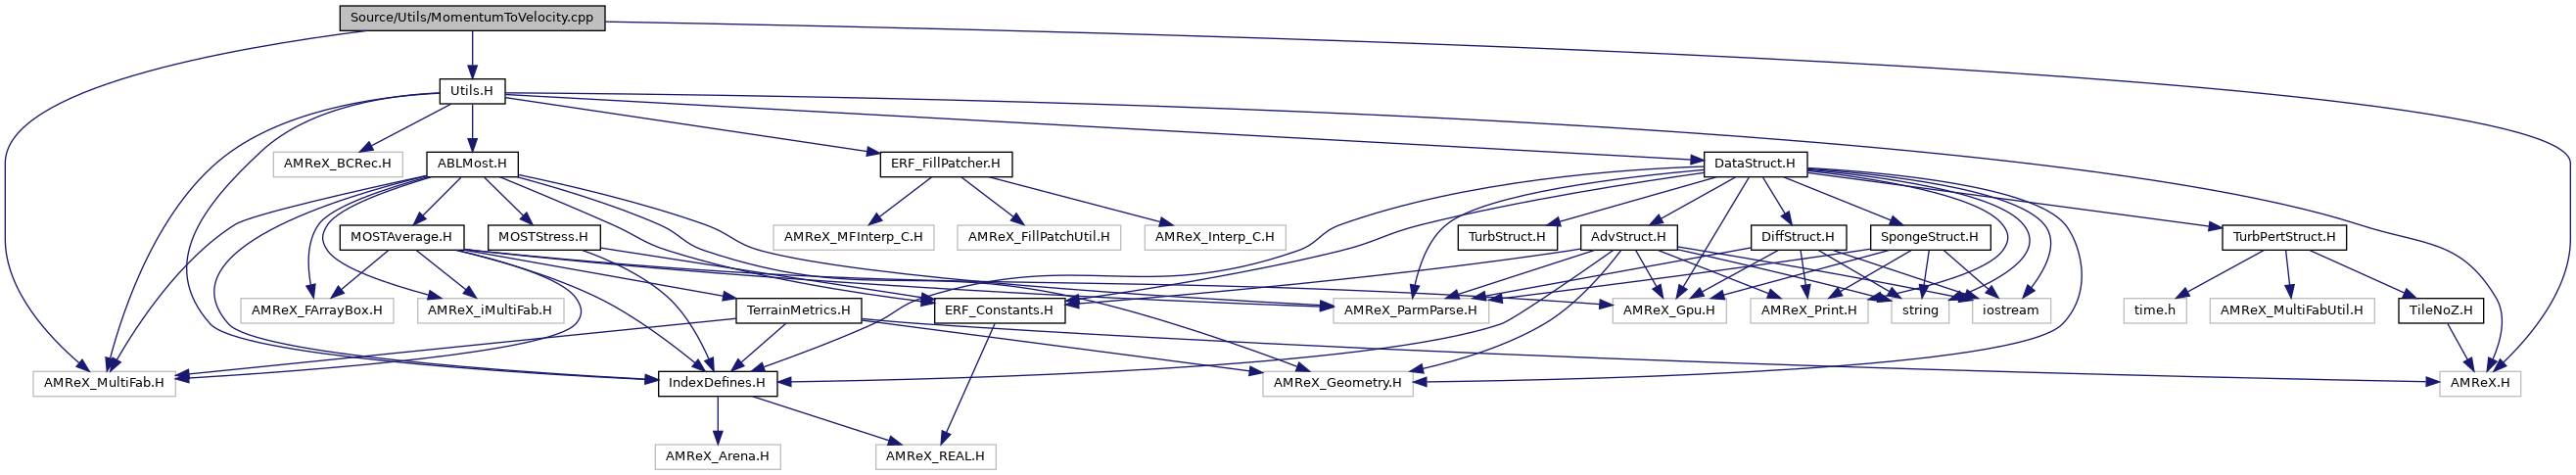 Source/Utils/MomentumToVelocity.cpp
Utils.H
AMReX_BCRec.H
ABLMost.H
ERF_FillPatcher.H
DataStruct.H
MOSTAverage.H
MOSTStress.H
AMReX_MFInterp_C.H
AMReX_FillPatchUtil.H
AMReX_Interp_C.H
TurbStruct.H
AdvStruct.H
DiffStruct.H
SpongeStruct.H
TurbPertStruct.H
AMReX_FArrayBox.H
AMReX_iMultiFab.H
TerrainMetrics.H
ERF_Constants.H
AMReX_ParmParse.H
AMReX_Gpu.H
AMReX_Print.H
string
iostream
time.h
AMReX_MultiFabUtil.H
TileNoZ.H
AMReX_MultiFab.H
IndexDefines.H
AMReX_Geometry.H
AMReX.H
AMReX_Arena.H
AMReX_REAL.H